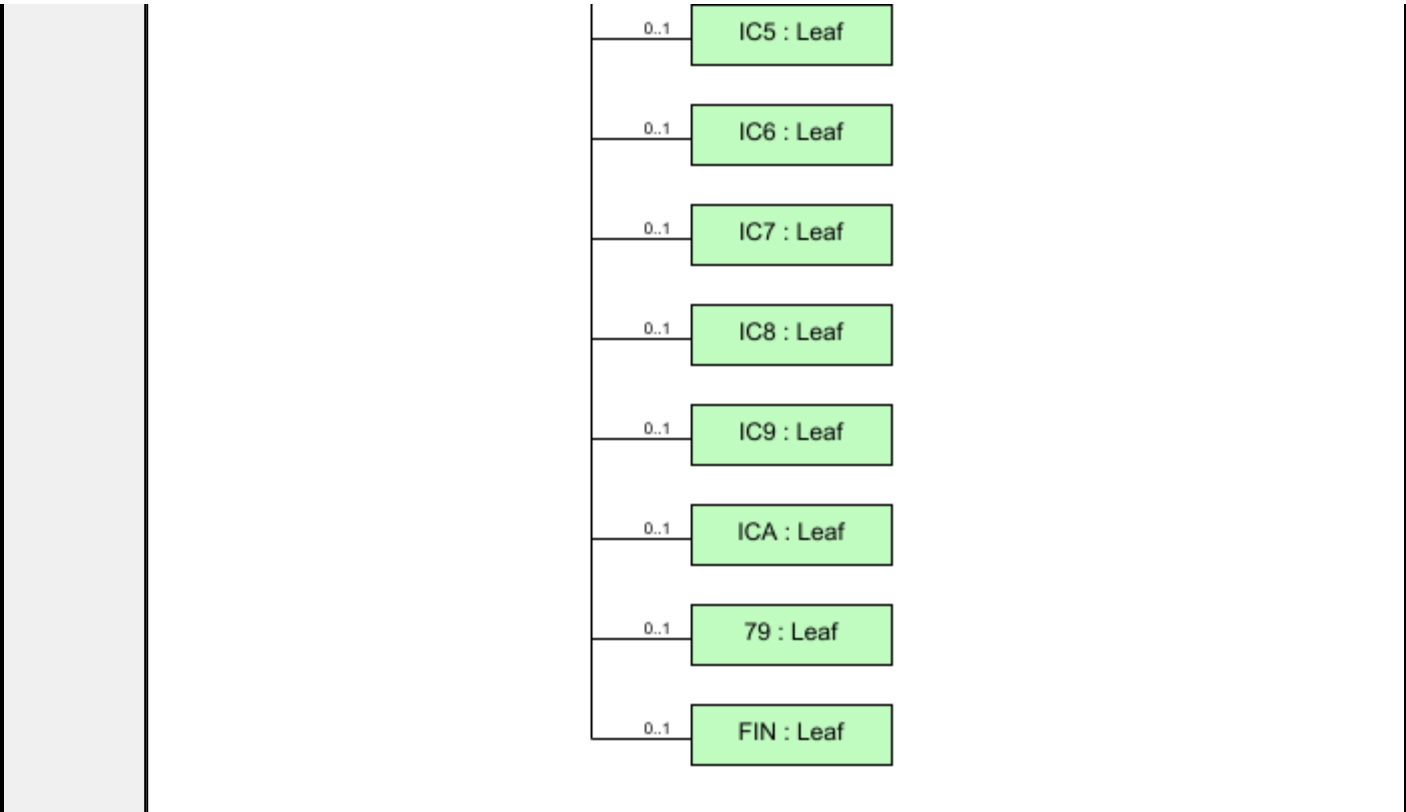 0..1 IC5 : Leaf
0..1 IC6 : Leaf
0..1 IC7 : Leaf
0..1 IC8 : Leaf
0..1 IC9 : Leaf
0..1 ICA : Leaf
0..1 79 : Leaf
0..1 FIN : Leaf